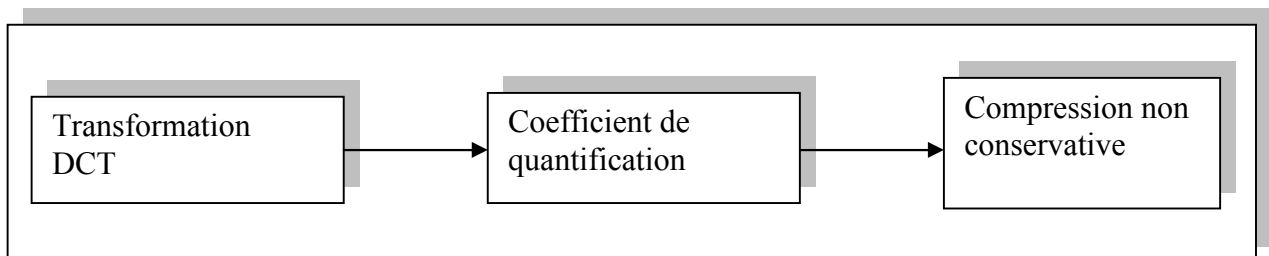 Transformation
DCT
Coefficient de
quantification
Compression non
conservative